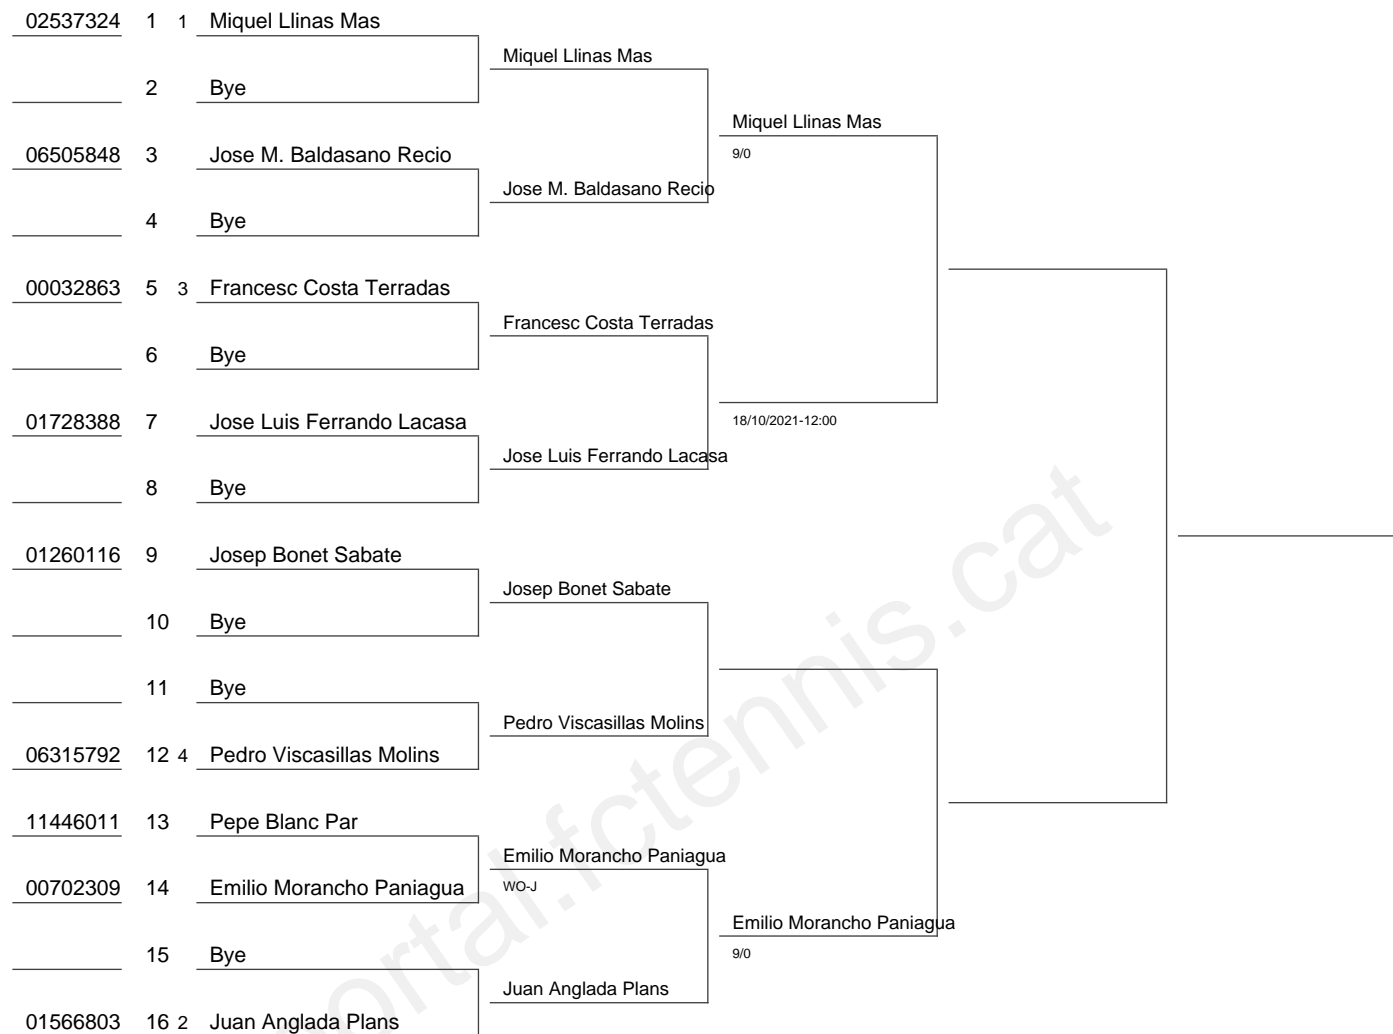 02537324 1 1 Miquel Llinas Mas
Miquel Llinas Mas
2 Bye
Miquel Llinas Mas
9/0
06505848 3 Jose M. Baldasano Recio
Jose M. Baldasano Recio
4 Bye
00032863 5 3 Francesc Costa Terradas
Francesc Costa Terradas
6 Bye
18/10/2021-12:00
01728388 7 Jose Luis Ferrando Lacasa
Jose Luis Ferrando Lacasa
8 Bye
01260116 9 Josep Bonet Sabate
Josep Bonet Sabate
10 Bye
11 Bye
Pedro Viscasillas Molins
06315792 12 4 Pedro Viscasillas Molins
11446011 13 Pepe Blanc Par
Emilio Morancho Paniagua
WO-J
00702309 14 Emilio Morancho Paniagua
Emilio Morancho Paniagua
9/0
15 Bye
Juan Anglada Plans
01566803 16 2 Juan Anglada Plans
ortal.fctennis.cat